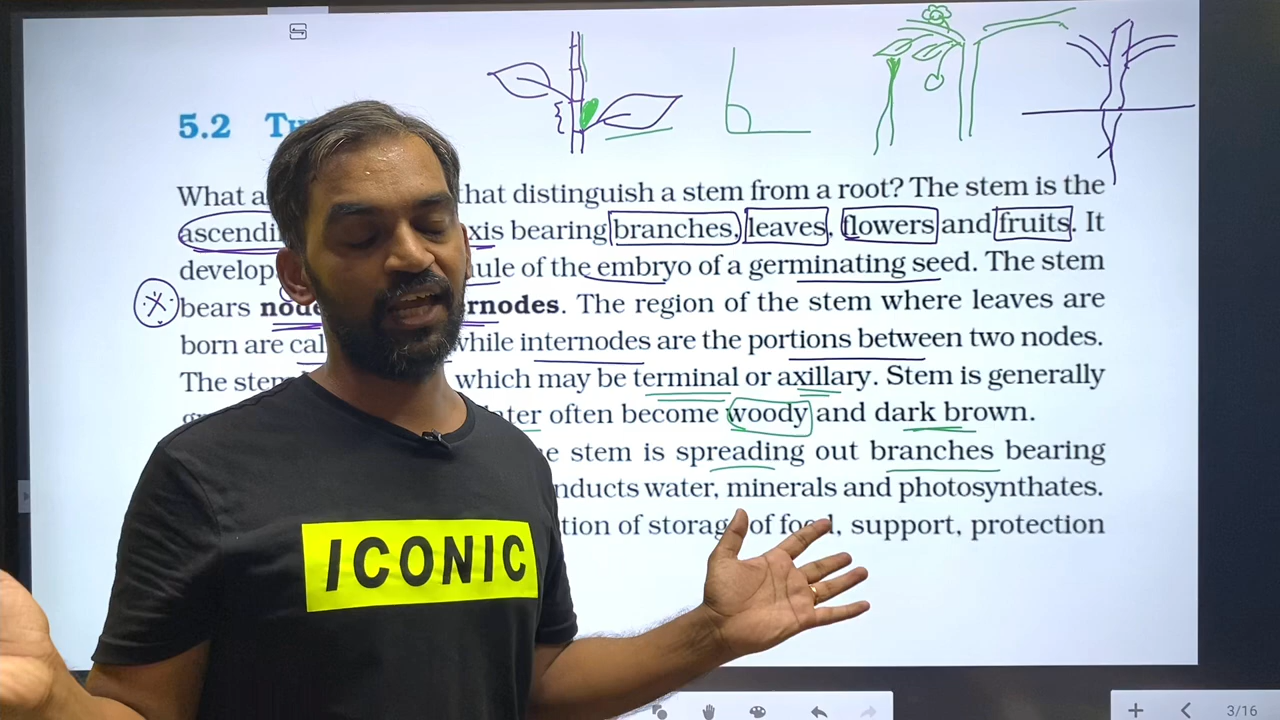 5.2 T
What a that distinguish a stem from a root? The stem is the
ascendi xis bearing branches, leaves, flowers and fruits. It
develop ule of the embryo of a germinating seed. The stem
bears node ernodes. The region of the stem where leaves are
born are cal while internodes are the portions between two nodes.
The ste which may be terminal or axillary. Stem is generally
ater often become woody and dark brown.
e stem is spreading out branches bearing
nducts water, minerals and photosynthates.
tion of storage of food, support, protection
ICONIC
3/16